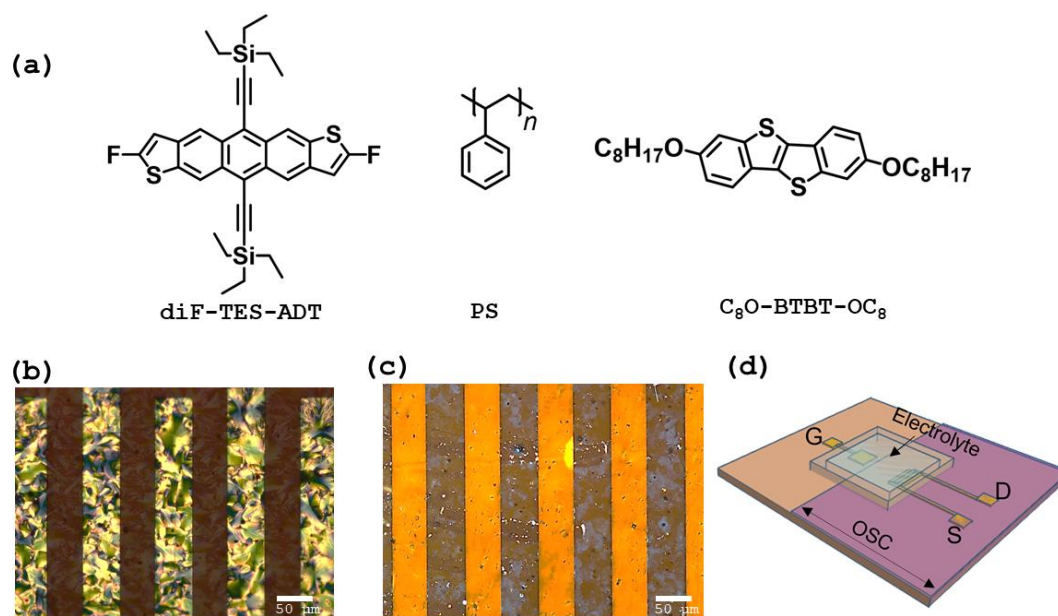 (a)
Si
S
F
F
S
Si
diF-TES-ADT
n
PS
S
C₈H₁₇O
OC₈H₁₇
S
C₈O-BTBT-OC₈
(b)
50 µm
(c)
50 µm
(d)
G
Electrolyte
D
S
OSC